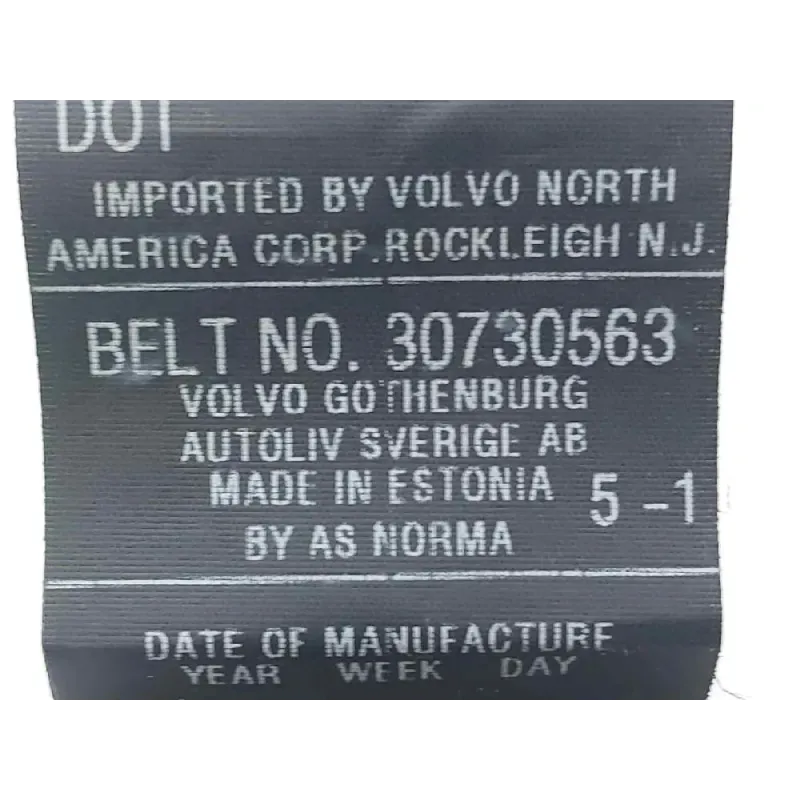 DOT
IMPORTED BY VOLVO NORTH
AMERICA CORP.ROCKLEIGH N.J.
BELT NO. 30730563
VOLVO GOTHENBURG
AUTOLIV SVERIGE AB
MADE IN ESTONIA
5 -1
BY AS NORMA
DATE OF MANUFACTURE
YEAR WEEK DAY